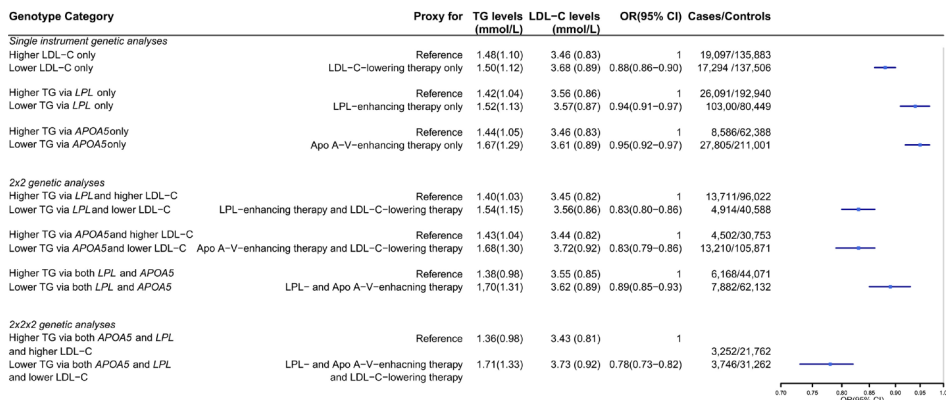 Genotype Category Proxy for TG levels LDL−C levels OR(95% CI) Cases/Controls
(mmol/L) (mmol/L)
Single instrument genetic analyses
Higher LDL−C only Reference 1.48(1.10) 3.46 (0.83) 1 19,097/135,883
Lower LDL−C only LDL−C−lowering therapy only 1.50(1.12) 3.68 (0.89) 0.88(0.86−0.90) 17,294 /137,506
Higher TG via LPL only Reference 1.42(1.04) 3.56 (0.86) 1 26,091/192,940
Lower TG via LPL only LPL−enhancing therapy only 1.52(1.13) 3.57(0.87) 0.94(0.91−0.97) 103,00/80,449
Higher TG via APOA5only Reference 1.44(1.05) 3.46 (0.83) 1 8,586/62,388
Lower TG via APOA5only Apo A−V−enhancing therapy only 1.67(1.29) 3.61 (0.89) 0.95(0.92−0.97) 27,805/211,001
2x2 genetic analyses
Higher TG via LPLand higher LDL−C Reference 1.40(1.03) 3.45 (0.82) 1 13,711/96,022
Lower TG via LPLand lower LDL−C LPL−enhancing therapy and LDL−C−lowering therapy 1.54(1.15) 3.56(0.86) 0.83(0.80−0.86) 4,914/40,588
Higher TG via APOA5and higher LDL−C Reference 1.43(1.04) 3.44 (0.82) 1 4,502/30,753
Lower TG via APOA5and lower LDL−C Apo A−V−enhancing therapy and LDL−C−lowering therapy 1.68(1.30) 3.72(0.92) 0.83(0.79−0.86) 13,210/105,871
Higher TG via both LPL and APOA5 Reference 1.38(0.98) 3.55 (0.85) 1 6,168/44,071
Lower TG via both LPL and APOA5 LPL− and Apo A−V−enhacning therapy 1,70(1.31) 3.62 (0.89) 0.89(0.85−0.93) 7,882/62,132
2x2x2 genetic analyses
Higher TG via both APOA5 and LPL Reference 1.36(0.98) 3.43 (0.81) 1
and higher LDL−C 3,252/21,762
Lower TG via both APOA5 and LPL LPL− and Apo A−V−enhacning therapy 1.71(1.33) 3.73 (0.92) 0.78(0.73−0.82) 3,746/31,262
and lower LDL−C and LDL−C−lowering therapy
0.70 0.75 0.80 0.85 0.90 0.95 1.
OR(95% CI)